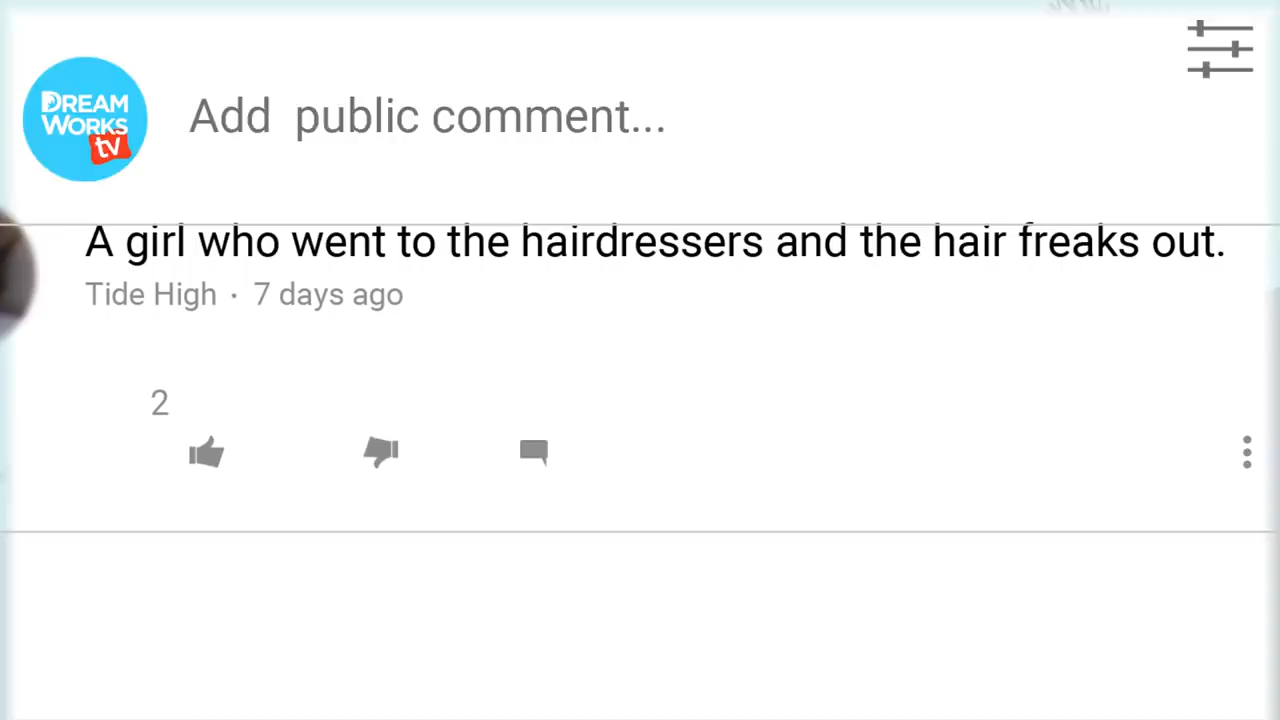 DREAM
WORKS
tv
Add public comment...
A girl who went to the hairdressers and the hair freaks out.
Tide High · 7 days ago
2